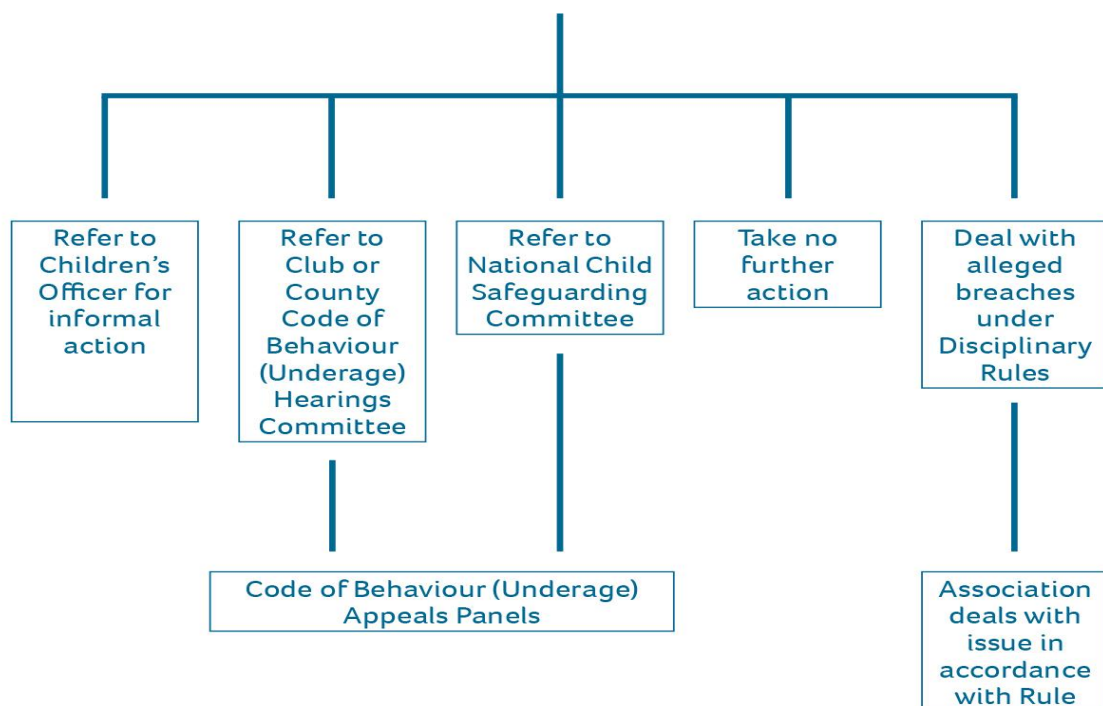 Refer to
Children's
Officer for
informal
action
Refer to
Club or
County
Code of
Behaviour
(Underage)
Hearings
Committee
Refer to
National Child
Safeguarding
Committee
Take no
further
action
Deal with
alleged
breaches
under
Disciplinary
Rules
Code of Behaviour (Underage)
Appeals Panels
Association
deals with
issue in
accordance
with Rule